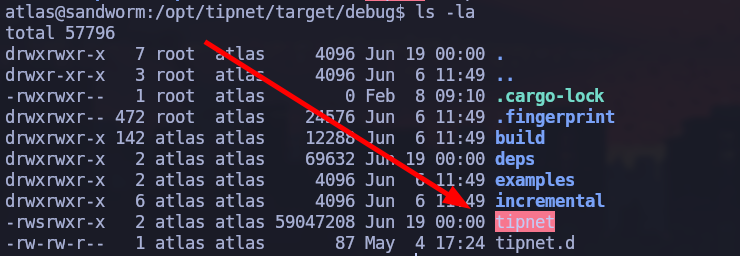 atlas@sandworm:/opt/tipnet/target/debug$ ls -la
total 57796
drwxrwxr-x   7 root  atlas     4096 Jun 19 00:00 .
drwxr-xr-x   3 root  atlas     4096 Jun  6 11:49 ..
-rwxrwxr--   1 root  atlas        0 Feb  8 09:10 .cargo-lock
drwxrwxr-- 472 root  atlas    24576 Jun  6 11:49 .fingerprint
drwxrwxr-x 142 atlas atlas    12288 Jun  6 11:49 build
drwxrwxr-x   2 atlas atlas    69632 Jun 19 00:00 deps
drwxrwxr-x   2 atlas atlas     4096 Jun  6 11:49 examples
drwxrwxr-x   6 atlas atlas     4096 Jun  6 11:49 incremental
-rwsrwxr-x   2 atlas atlas 59047208 Jun 19 00:00 tipnet
-rw-rw-r--   1 atlas atlas       87 May  4 17:24 tipnet.d